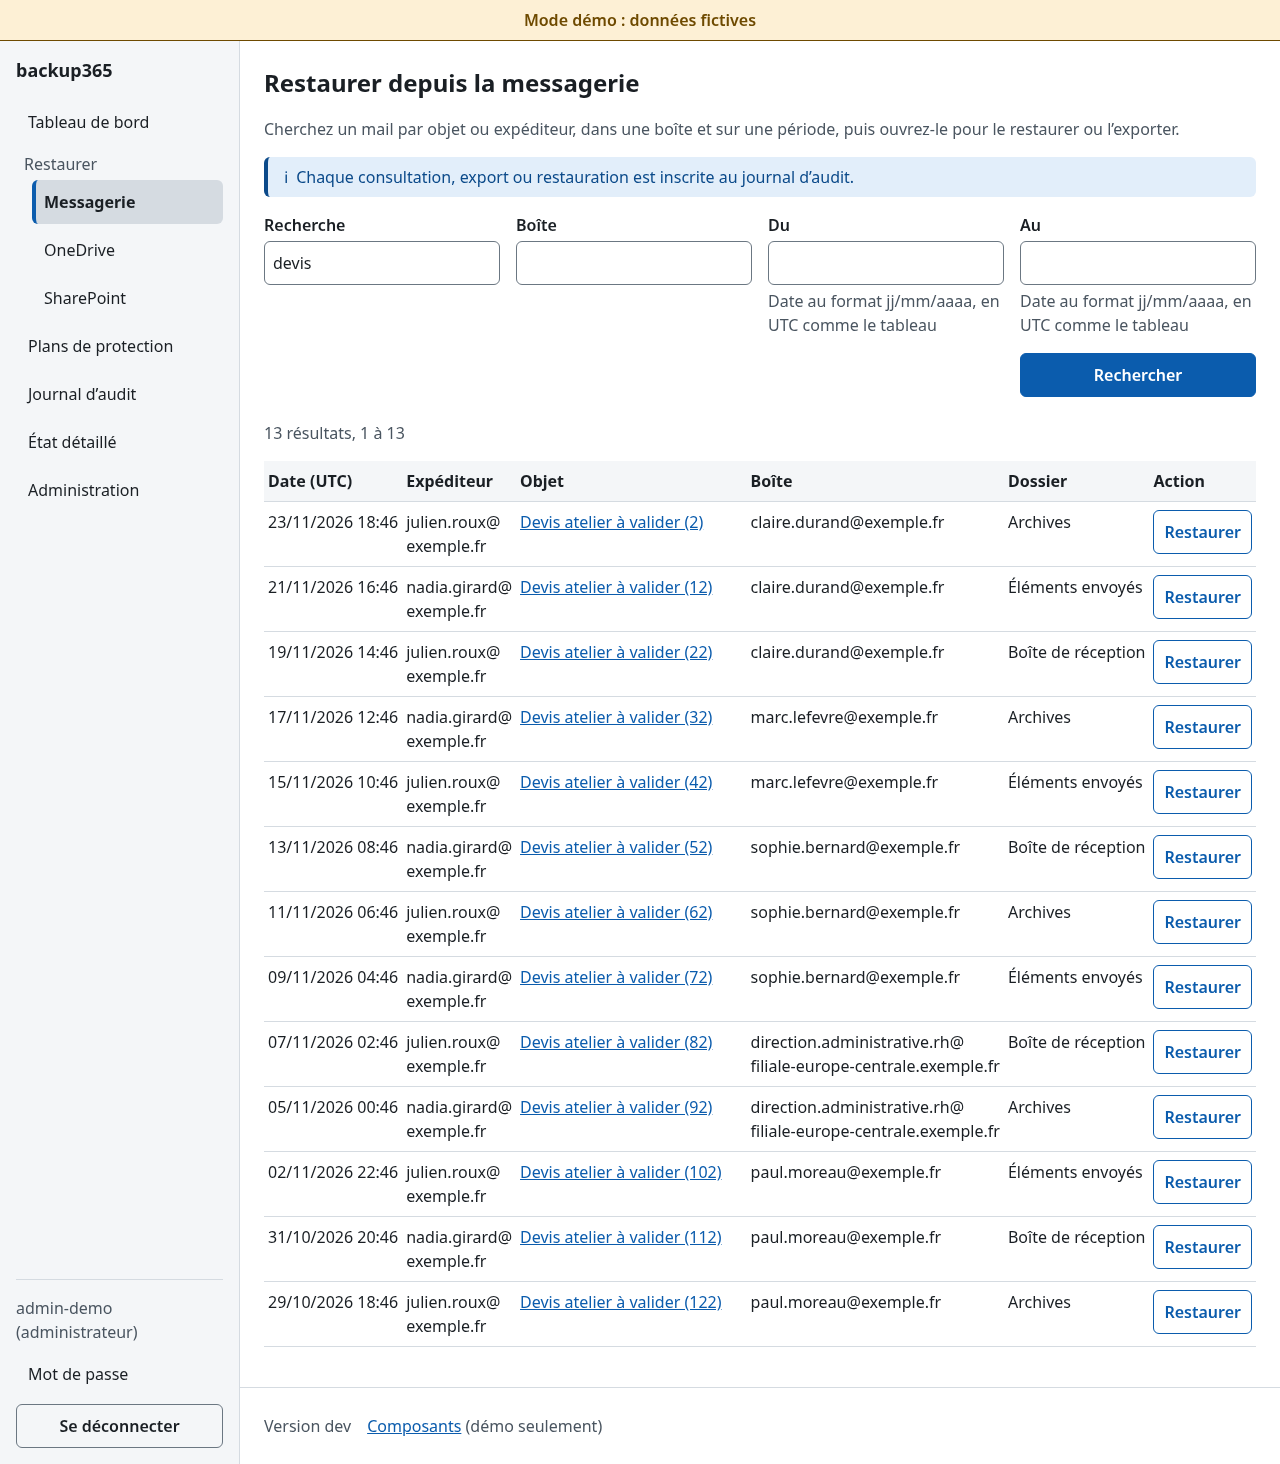 Mode démo : données fictives
backup365
Tableau de bord
Restaurer
Messagerie
OneDrive
SharePoint
Plans de protection
Journal d’audit
État détaillé
Administration
admin-demo
(administrateur)
Mot de passe
Se déconnecter
Restaurer depuis la messagerie
Cherchez un mail par objet ou expéditeur, dans une boîte et sur une période, puis ouvrez-le pour le restaurer ou l’exporter.
i Chaque consultation, export ou restauration est inscrite au journal d’audit.
Recherche Boîte Du Au
devis
Date au format jj/mm/aaaa, en Date au format jj/mm/aaaa, en
UTC comme le tableau UTC comme le tableau
Rechercher
13 résultats, 1 à 13
Date (UTC) Expéditeur Objet Boîte Dossier Action
23/11/2026 18:46 julien.roux@ Devis atelier à valider (2) claire.durand@exemple.fr Archives Restaurer
exemple.fr
21/11/2026 16:46 nadia.girard@ Devis atelier à valider (12) claire.durand@exemple.fr Éléments envoyés Restaurer
exemple.fr
19/11/2026 14:46 julien.roux@ Devis atelier à valider (22) claire.durand@exemple.fr Boîte de réception Restaurer
exemple.fr
17/11/2026 12:46 nadia.girard@ Devis atelier à valider (32) marc.lefevre@exemple.fr Archives Restaurer
exemple.fr
15/11/2026 10:46 julien.roux@ Devis atelier à valider (42) marc.lefevre@exemple.fr Éléments envoyés Restaurer
exemple.fr
13/11/2026 08:46 nadia.girard@ Devis atelier à valider (52) sophie.bernard@exemple.fr Boîte de réception Restaurer
exemple.fr
11/11/2026 06:46 julien.roux@ Devis atelier à valider (62) sophie.bernard@exemple.fr Archives Restaurer
exemple.fr
09/11/2026 04:46 nadia.girard@ Devis atelier à valider (72) sophie.bernard@exemple.fr Éléments envoyés Restaurer
exemple.fr
07/11/2026 02:46 julien.roux@ Devis atelier à valider (82) direction.administrative.rh@ Boîte de réception Restaurer
exemple.fr filiale-europe-centrale.exemple.fr
05/11/2026 00:46 nadia.girard@ Devis atelier à valider (92) direction.administrative.rh@ Archives Restaurer
exemple.fr filiale-europe-centrale.exemple.fr
02/11/2026 22:46 julien.roux@ Devis atelier à valider (102) paul.moreau@exemple.fr Éléments envoyés Restaurer
exemple.fr
31/10/2026 20:46 nadia.girard@ Devis atelier à valider (112) paul.moreau@exemple.fr Boîte de réception Restaurer
exemple.fr
29/10/2026 18:46 julien.roux@ Devis atelier à valider (122) paul.moreau@exemple.fr Archives Restaurer
exemple.fr
Version dev Composants (démo seulement)